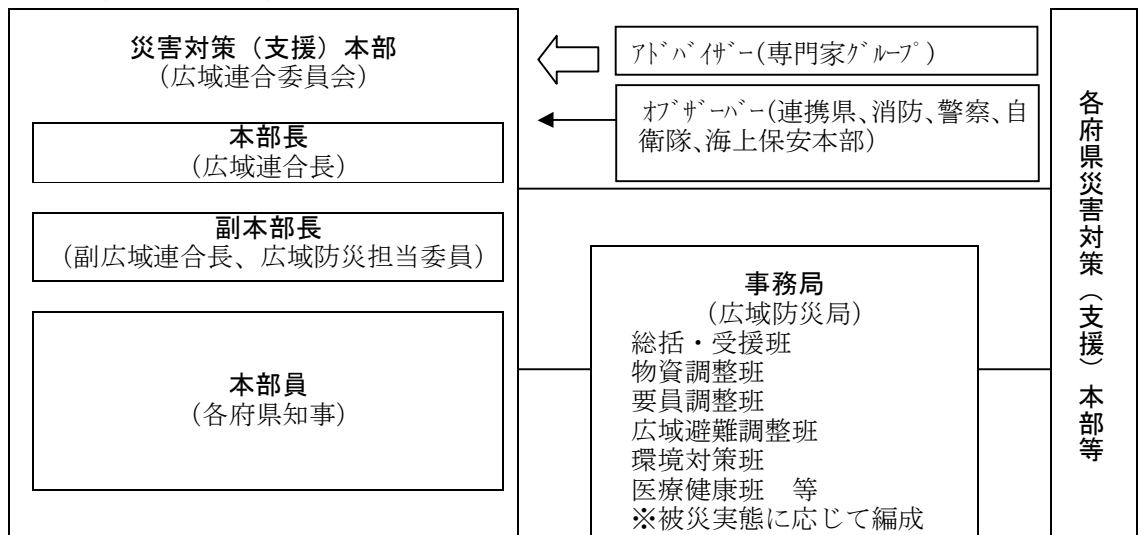 災害対策（支援）本部
（広域連合委員会）
本部長
（広域連合長）
副本部長
（副広域連合長、広域防災担当委員）
本部員
（各府県知事）
ｱﾄﾞﾊﾞｲｻﾞｰ(専門家ｸﾞﾙｰﾌﾟ)
ｵﾌﾞｻﾞｰﾊﾞｰ(連携県、消防、警察、自
衛隊、海上保安本部）
事務局
（広域防災局）
総括・受援班
物資調整班
要員調整班
広域避難調整班
環境対策班
医療健康班　等
※被災実態に応じて編成
各府県災害対策（支援）本部等